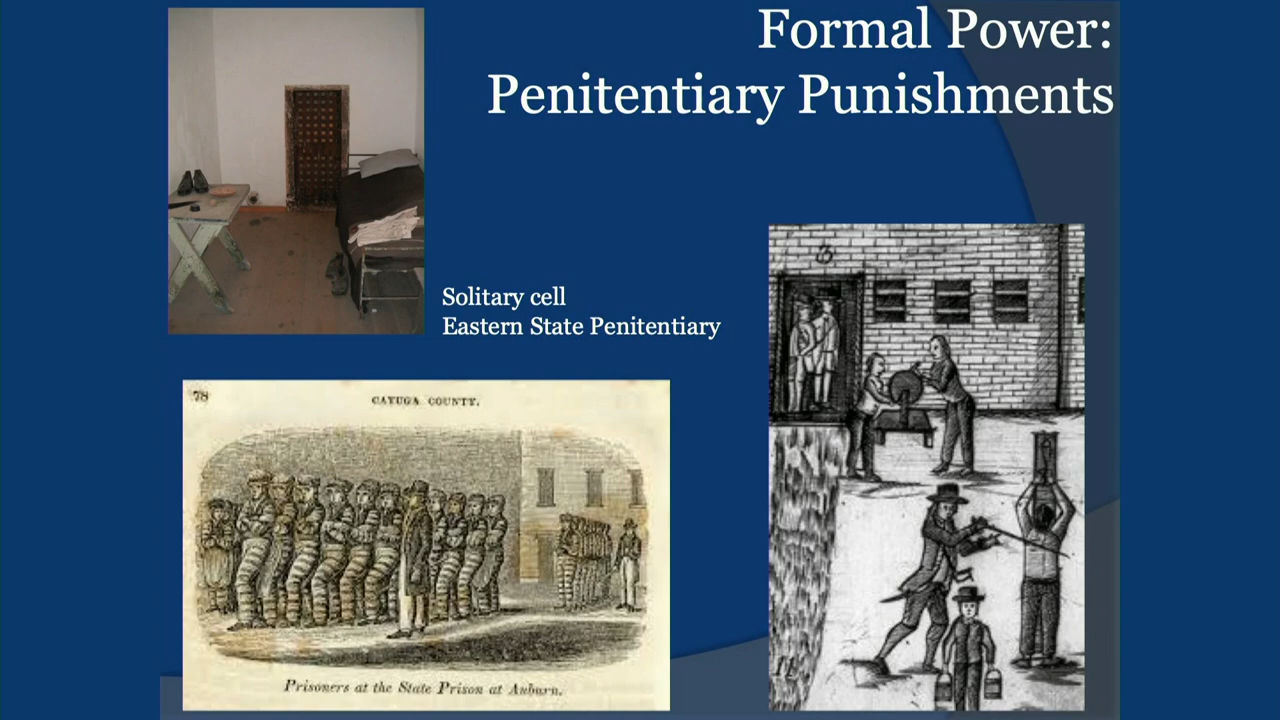 Formal Power:
Penitentiary Punishments
Solitary cell
Eastern State Penitentiary
78
CAYUGA COUNTY.
Prisoners at the State Prison at Auburn.